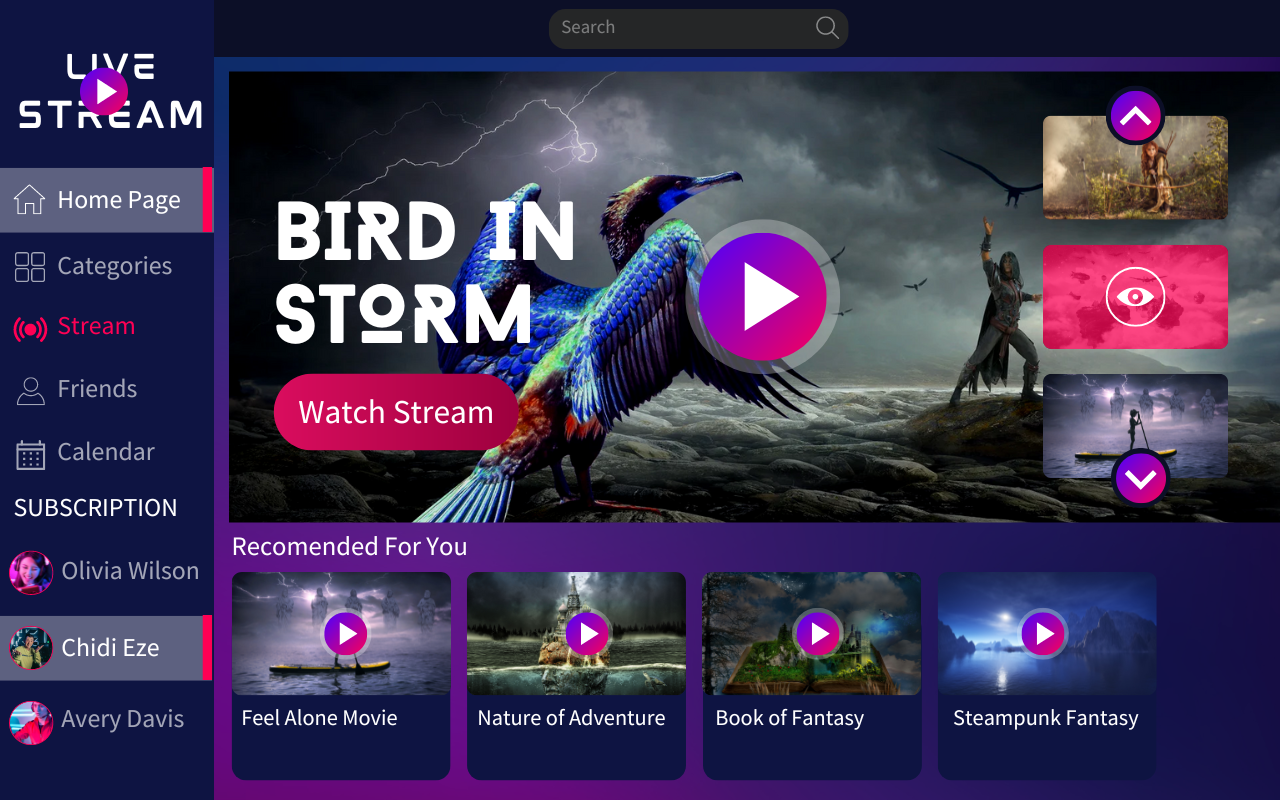 LIVE
STREAM
Search
Home Page
Categories
Stream
Friends
Calendar
SUBSCRIPTION
Olivia Wilson
Chidi Eze
Avery Davis
BIRD IN
STORM
Watch Stream
Recomended For You
Feel Alone Movie
Nature of Adventure
Book of Fantasy
Steampunk Fantasy